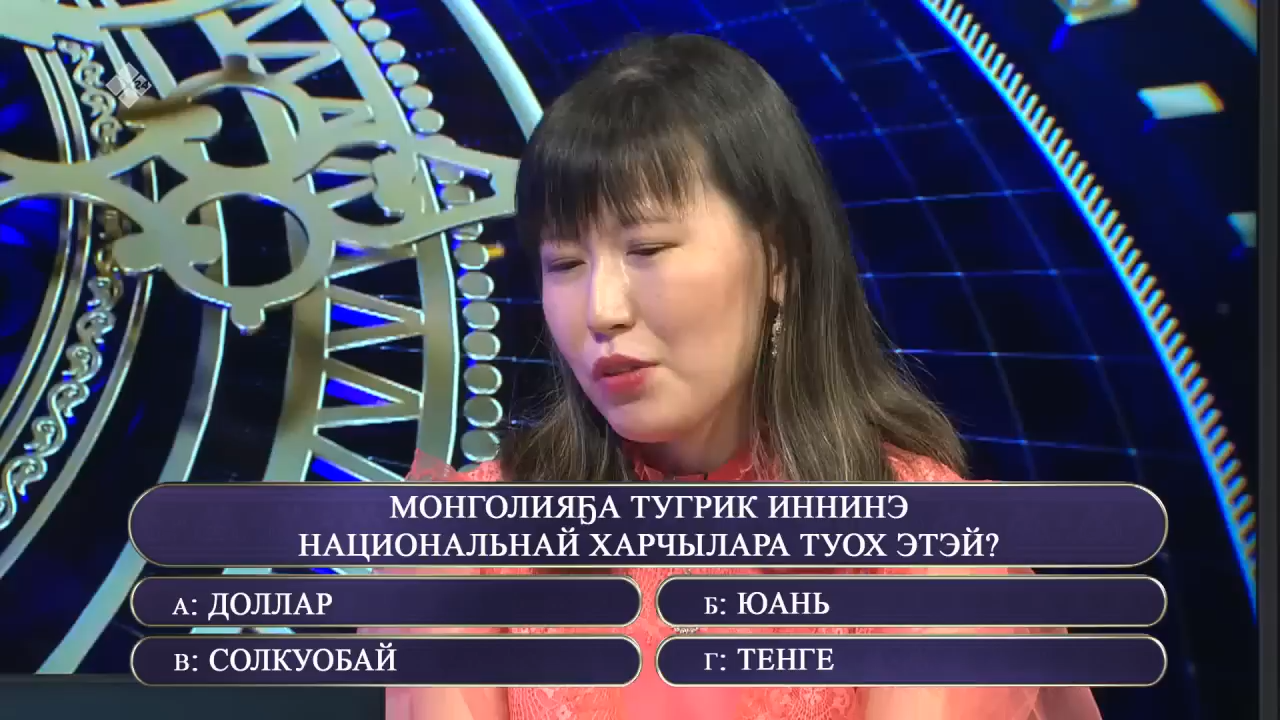 МОНГОЛИЯҔА ТУГРИК ИННИНЭ
НАЦИОНАЛЬНАЙ ХАРЧЫЛАРА ТУОХ ЭТЭЙ?
А: ДОЛЛАР
Б: ЮАНЬ
В: СОЛКУОБАЙ
Г: ТЕНГЕ